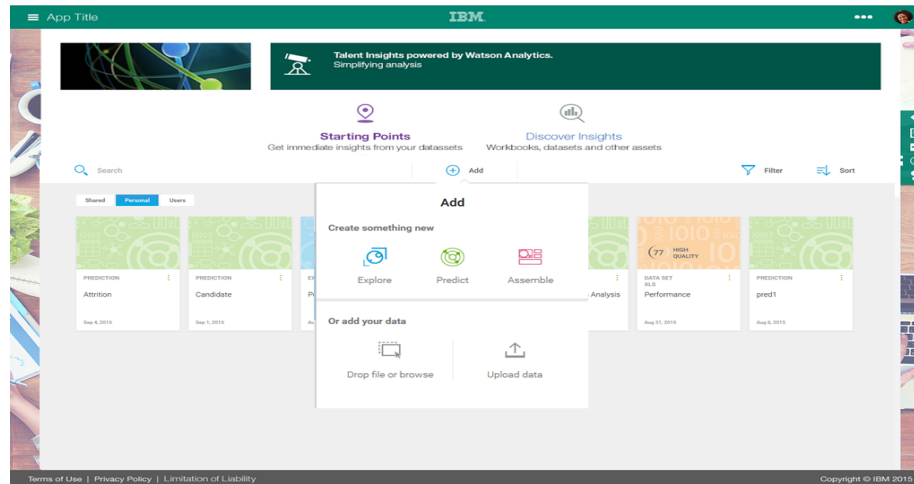 App Title
IBM
Talent Insights powered by Watson Analytics.
Simplifying analysis
Starting Points
Get immediate insights from your datassets
Discover Insights
Workbooks, datasets and other assets
Search
Add
Filter
Sort
Shared Personal Users
Add
Create something new
Explore
Predict
Assemble
Or add your data
Drop file or browse
Upload data
PREDICTION
Attrition
Sep 4, 2015
PREDICTION
Candidate
Sep 1, 2015
Analysis
77 HIGH
QUALITY
DATA SET
XLS
Performance
Aug 31, 2015
PREDICTION
pred1
Aug 6, 2015
Terms of Use | Privacy Policy | Limitation of Liability
Copyright © IBM 2015